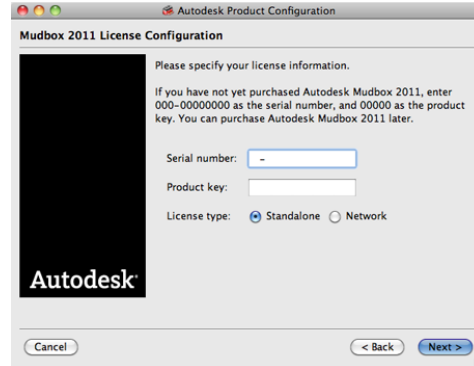 Autodesk Product Configuration
Mudbox 2011 License Configuration
Please specify your license information.
If you have not yet purchased Autodesk Mudbox 2011, enter
000-00000000 as the serial number, and 00000 as the product
key. You can purchase Autodesk Mudbox 2011 later.
Serial number: -
Product key:
License type: Standalone Network
Autodesk
Cancel < Back Next >